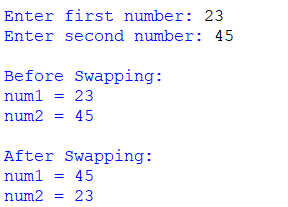 Enter first number: 23
Enter second number: 45
Before Swapping:
num1 = 23
num2 = 45
After Swapping:
num1 = 45
num2 = 23